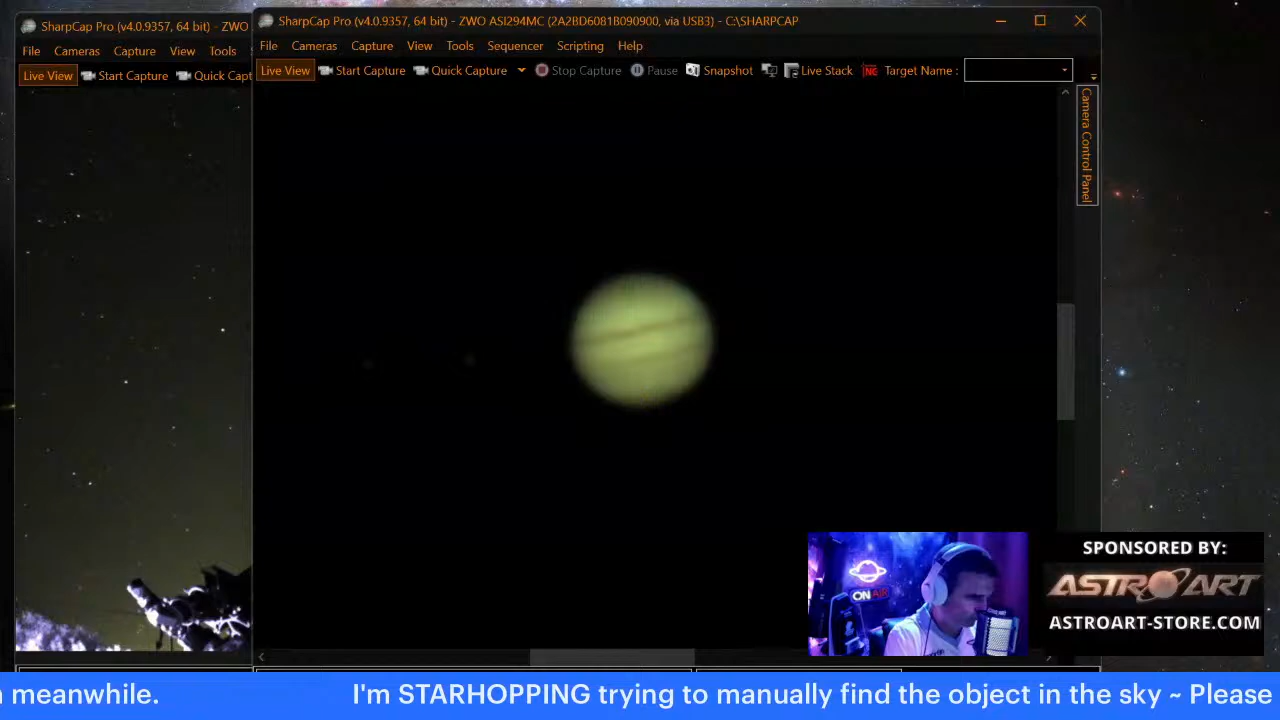 SharpCap Pro (v4.0.9357, 64 bit) - ZWO
File Cameras Capture View Tools
Live View Start Capture Quick Capt
SharpCap Pro (v4.0.9357, 64 bit) - ZWO ASI294MC (2A2BD6081B090900, via USB3) - C:\SHARPCAP
File Cameras Capture View Tools Sequencer Scripting Help
Live View Start Capture Quick Capture Stop Capture Pause Snapshot Live Stack NG Target Name :
Camera Control Panel
ON AIR
SPONSORED BY:
ASTROART
ASTROART-STORE.COM
meanwhile. I'm STARHOPPING trying to manually find the object in the sky ~ Please